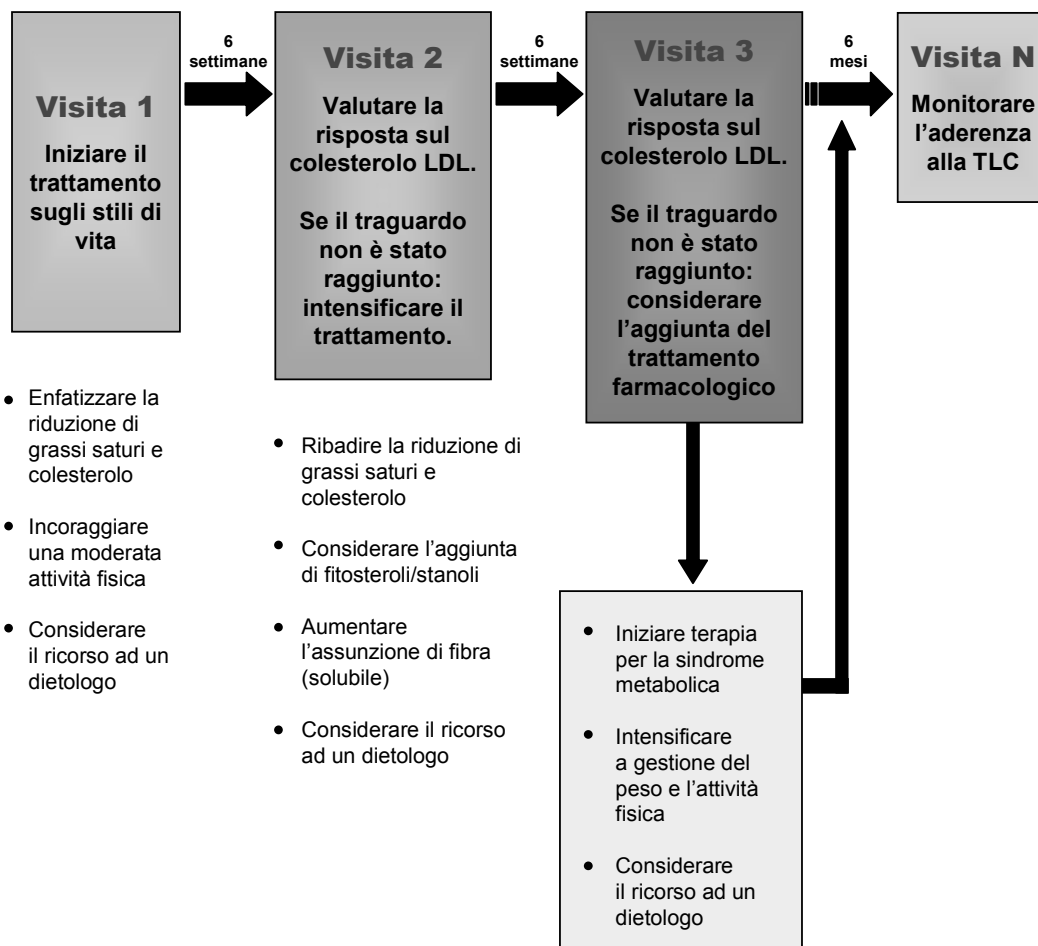 Visita 1
Iniziare il
trattamento
sugli stili di
vita
6
settimane
Visita 2
Valutare la
risposta sul
colesterolo LDL.
Se il traguardo
non è stato
raggiunto:
intensificare il
trattamento.
6
settimane
Visita 3
Valutare la
risposta sul
colesterolo LDL.
Se il traguardo
non è stato
raggiunto:
considerare
l’aggiunta del
trattamento
farmacologico
6
mesi
Visita N
Monitorare
l’aderenza
alla TLC
• Enfatizzare la
riduzione di
grassi saturi e
colesterolo
• Incoraggiare
una moderata
attività fisica
• Considerare
il ricorso ad un
dietologo
• Ribadire la riduzione di
grassi saturi e
colesterolo
• Considerare l’aggiunta
di fitosteroli/stanoli
• Aumentare
l’assunzione di fibra
(solubile)
• Considerare il ricorso
ad un dietologo
• Iniziare terapia
per la sindrome
metabolica
• Intensificare
a gestione del
peso e l’attività
fisica
• Considerare
il ricorso ad un
dietologo